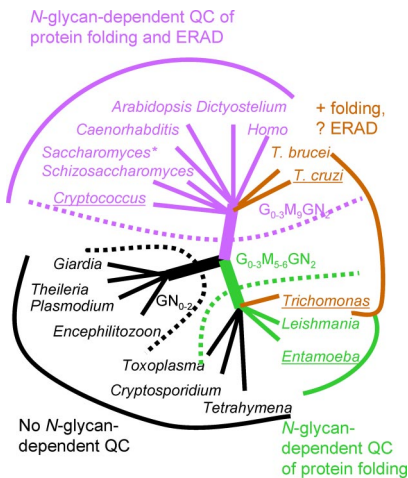 N-glycan-dependent QC of
protein folding and ERAD
Arabidopsis Dictyostelium
Caenorhabditis
Homo
+ folding,
? ERAD
Saccharomyces*
Schizosaccharomyces
Cryptococcus
T. brucei
T. cruzi
G0-3M9GN2
Giardia
Theileria
Plasmodium
Encephilitozoon
GN0-2
G0-3M5-6GN2
Trichomonas
Leishmania
Entamoeba
Toxoplasma
Cryptosporidium
Tetrahymena
No N-glycan-
dependent QC
N-glycan-
dependent QC
of protein folding